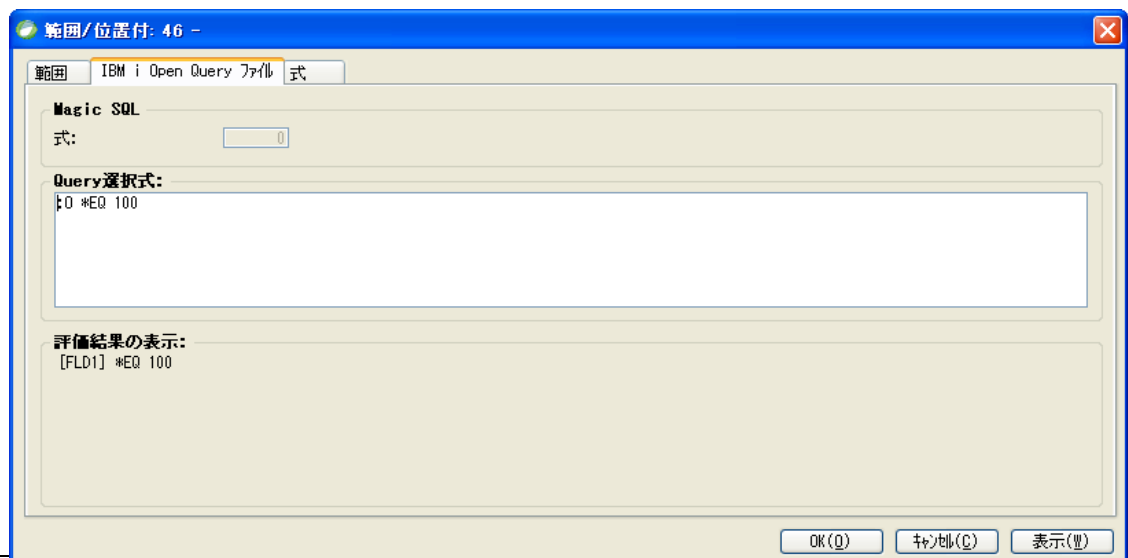 範囲/位置付: 46 -
範囲 IBM i Open Query ファイル 式
Magic SQL
式: 0
Query選択式:
:O *EQ 100
評価結果の表示:
[FLD1] *EQ 100
OK(O) キャンセル(C) 表示(W)